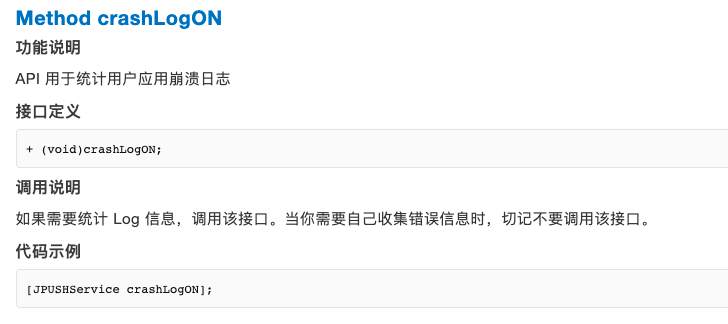 Method crashLogON
功能说明
API 用于统计用户应用崩溃日志
接口定义
+ (void)crashLogON;
调用说明
如果需要统计 Log 信息，调用该接口。当你需要自己收集错误信息时，切记不要调用该接口。
代码示例
[JPUSHService crashLogON];